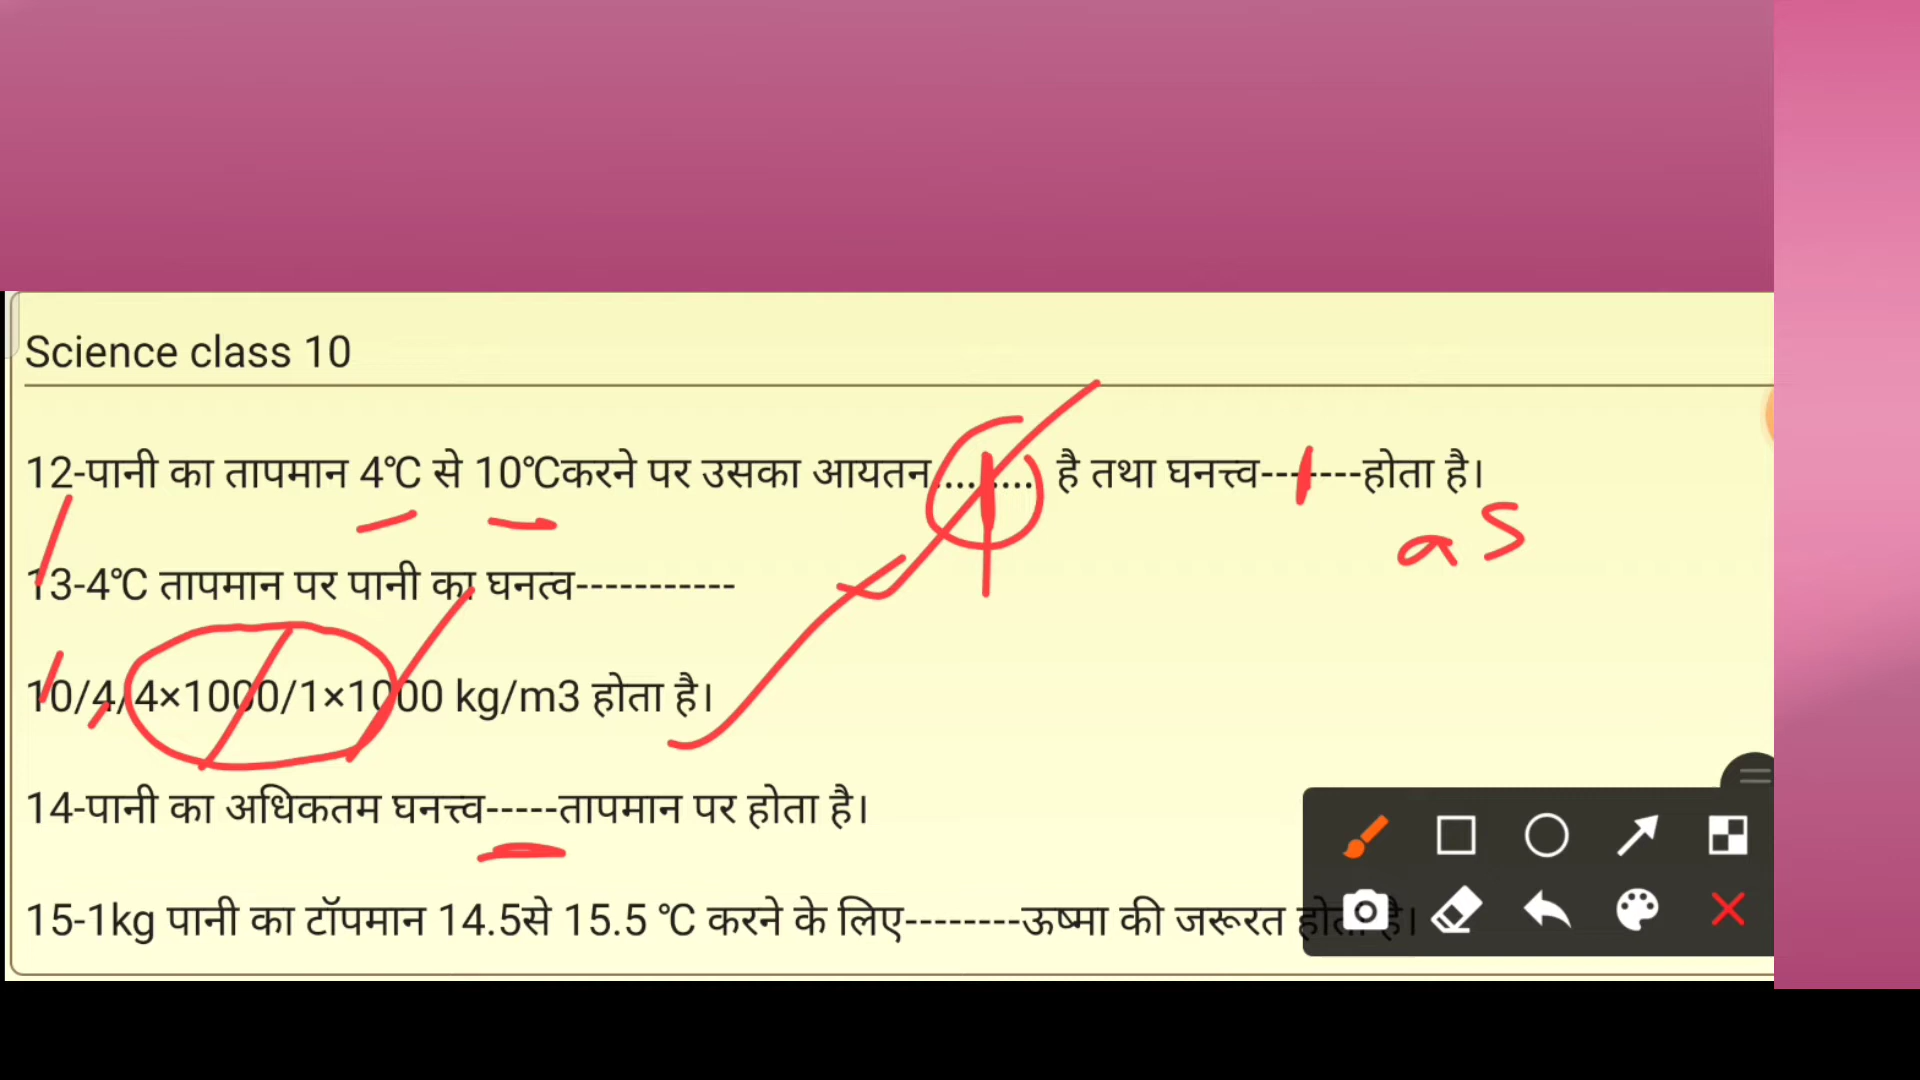 Science class 10
12-पानी का तापमान 4℃ से 10℃करने पर उसका आयतन......... है तथा घनत्त्व-------होता है।
as
13-4℃ तापमान पर पानी का घनत्व-----------
10/4/4×1000/1×1000 kg/m3 होता है।
14-पानी का अधिकतम घनत्त्व-----तापमान पर होता है।
15-1kg पानी का टॉपमान 14.5से 15.5 ℃ करने के लिए--------ऊष्मा की जरूरत होता है।